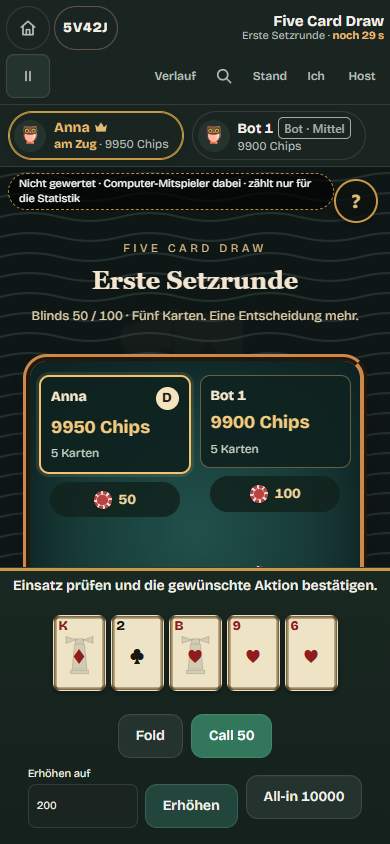 5V42J
Five Card Draw
Erste Setzrunde · noch 29 s
Verlauf
Stand
Ich
Host
Anna
am Zug · 9950 Chips
Bot 1
Bot · Mittel
9900 Chips
Nicht gewertet · Computer-Mitspieler dabei · zählt nur für
die Statistik
?
FIVE CARD DRAW
Erste Setzrunde
Blinds 50 / 100 · Fünf Karten. Eine Entscheidung mehr.
Anna
D
9950 Chips
5 Karten
50
Bot 1
9900 Chips
5 Karten
100
Einsatz prüfen und die gewünschte Aktion bestätigen.
K
2
B
9
6
Fold
Call 50
Erhöhen auf
200
Erhöhen
All-in 10000